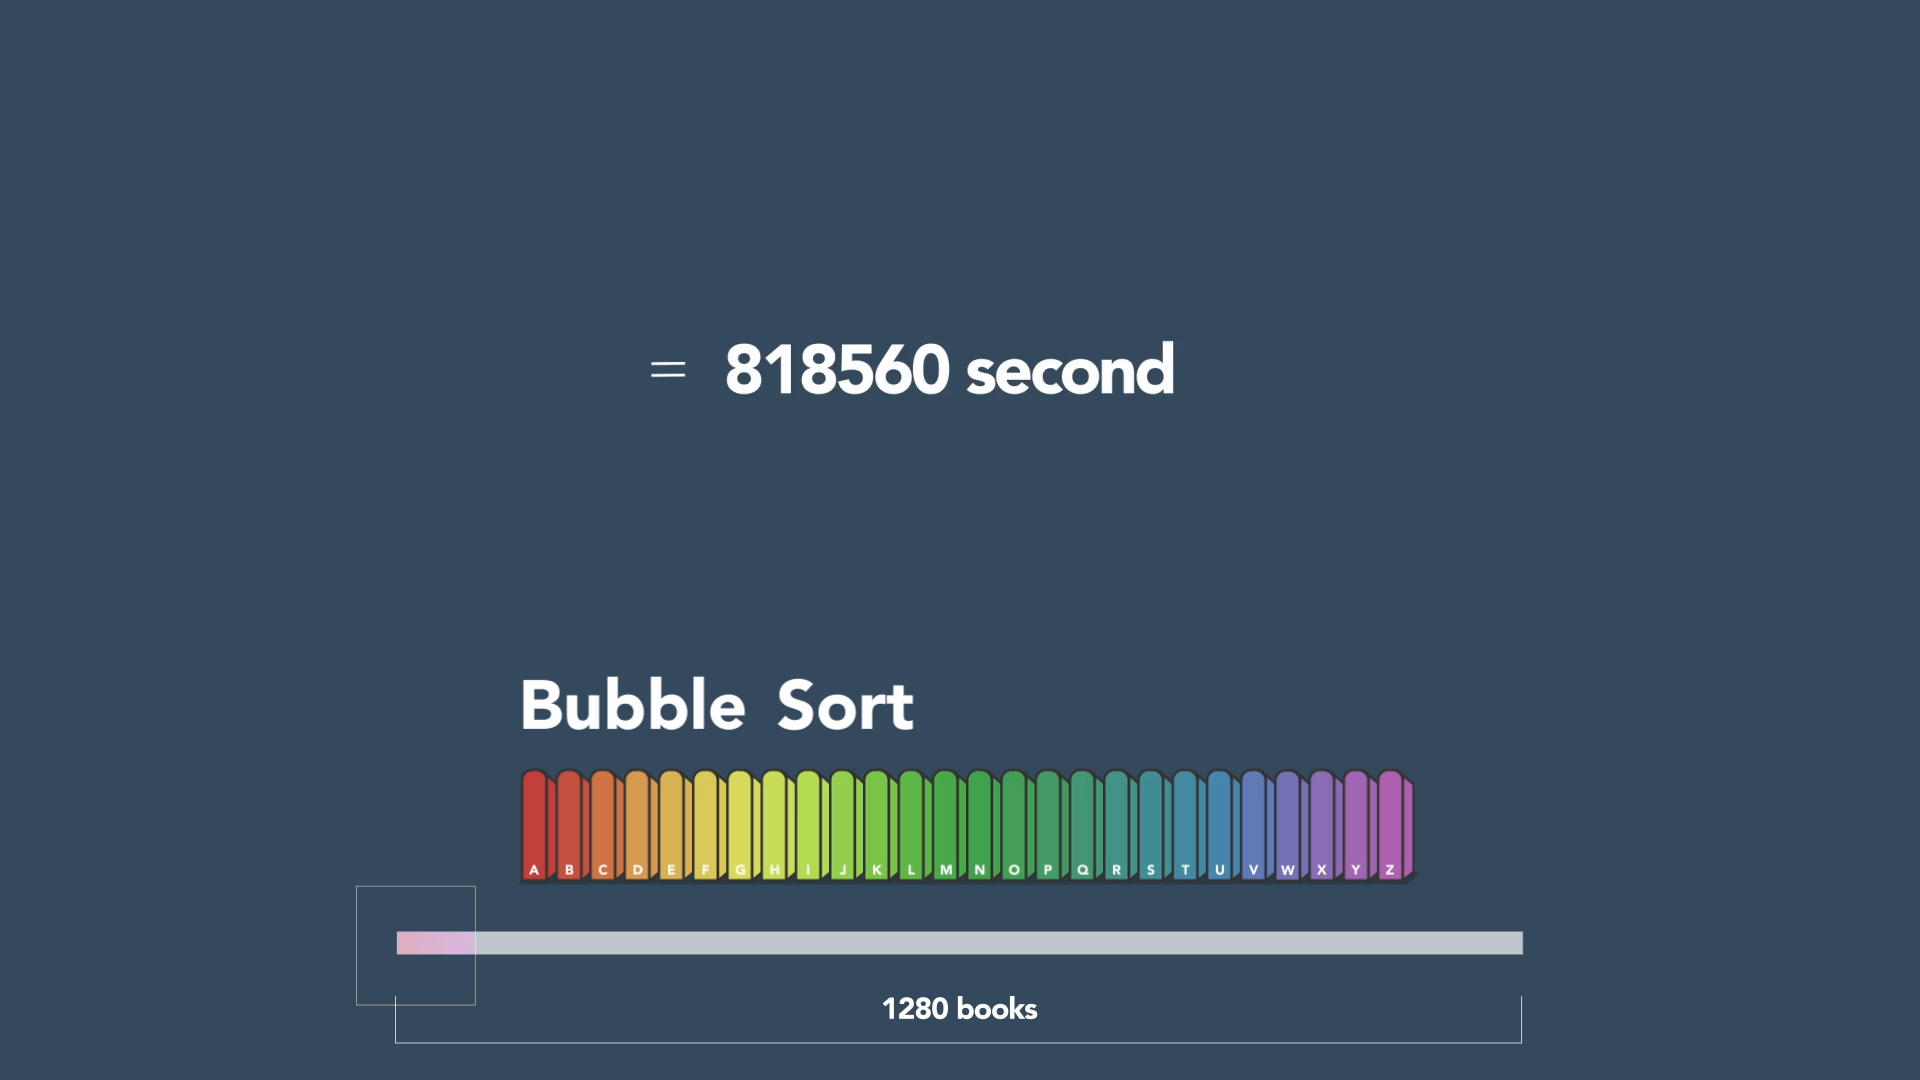 = 818560 second
Bubble Sort
A B C D E F G H I J K L M N O P Q R S T U V W X Y Z
1280 books